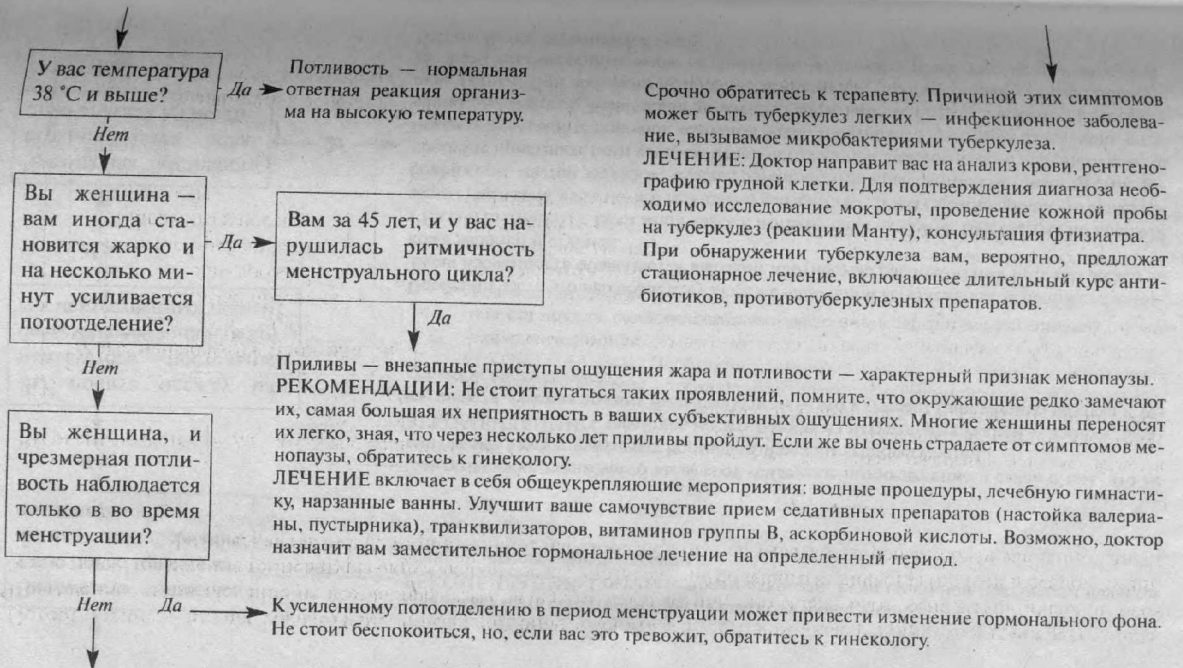 У вас температура
38 °С и выше?
Да
Потливость — нормальная
ответная реакция организ-
ма на высокую температуру.
Срочно обратитесь к терапевту. Причиной этих симптомов
может быть туберкулез легких — инфекционное заболева-
ние, вызывамое микробактериями туберкулеза.
ЛЕЧЕНИЕ: Доктор направит вас на анализ крови, рентгено-
графию грудной клетки. Для подтверждения диагноза необ-
ходимо исследование мокроты, проведение кожной пробы
на туберкулез (реакции Манту), консультация фтизиатра.
При обнаружении туберкулеза вам, вероятно, предложат
стационарное лечение, включающее длительный курс анти-
биотиков, противотуберкулезных препаратов.
Нет
Вы женщина —
вам иногда ста-
новится жарко и
на несколько ми-
нут усиливается
потоотделение?
Да
Вам за 45 лет, и у вас на-
рушилась ритмичность
менструального цикла?
Да
Нет
Приливы — внезапные приступы ощущения жара и потливости — характерный признак менопаузы.
РЕКОМЕНДАЦИИ: Не стоит пугаться таких проявлений, помните, что окружающие редко замечают
их, самая большая их неприятность в ваших субъективных ощущениях. Многие женщины переносят
их легко, зная, что через несколько лет приливы пройдут. Если же вы очень страдаете от симптомов ме-
нопаузы, обратитесь к гинекологу.
ЛЕЧЕНИЕ включает в себя общеукрепляющие мероприятия: водные процедуры, лечебную гимнасти-
ку, нарзанные ванны. Улучшит ваше самочувствие прием седативных препаратов (настойка валериа-
ны, пустырника), транквилизаторов, витаминов группы В, аскорбиновой кислоты. Возможно, доктор
назначит вам заместительное гормональное лечение на определенный период.
Вы женщина, и
чрезмерная потли-
вость наблюдается
только в во время
менструации?
Нет
Да
К усиленному потоотделению в период менструации может привести изменение гормонального фона.
Не стоит беспокоиться, но, если вас это тревожит, обратитесь к гинекологу.